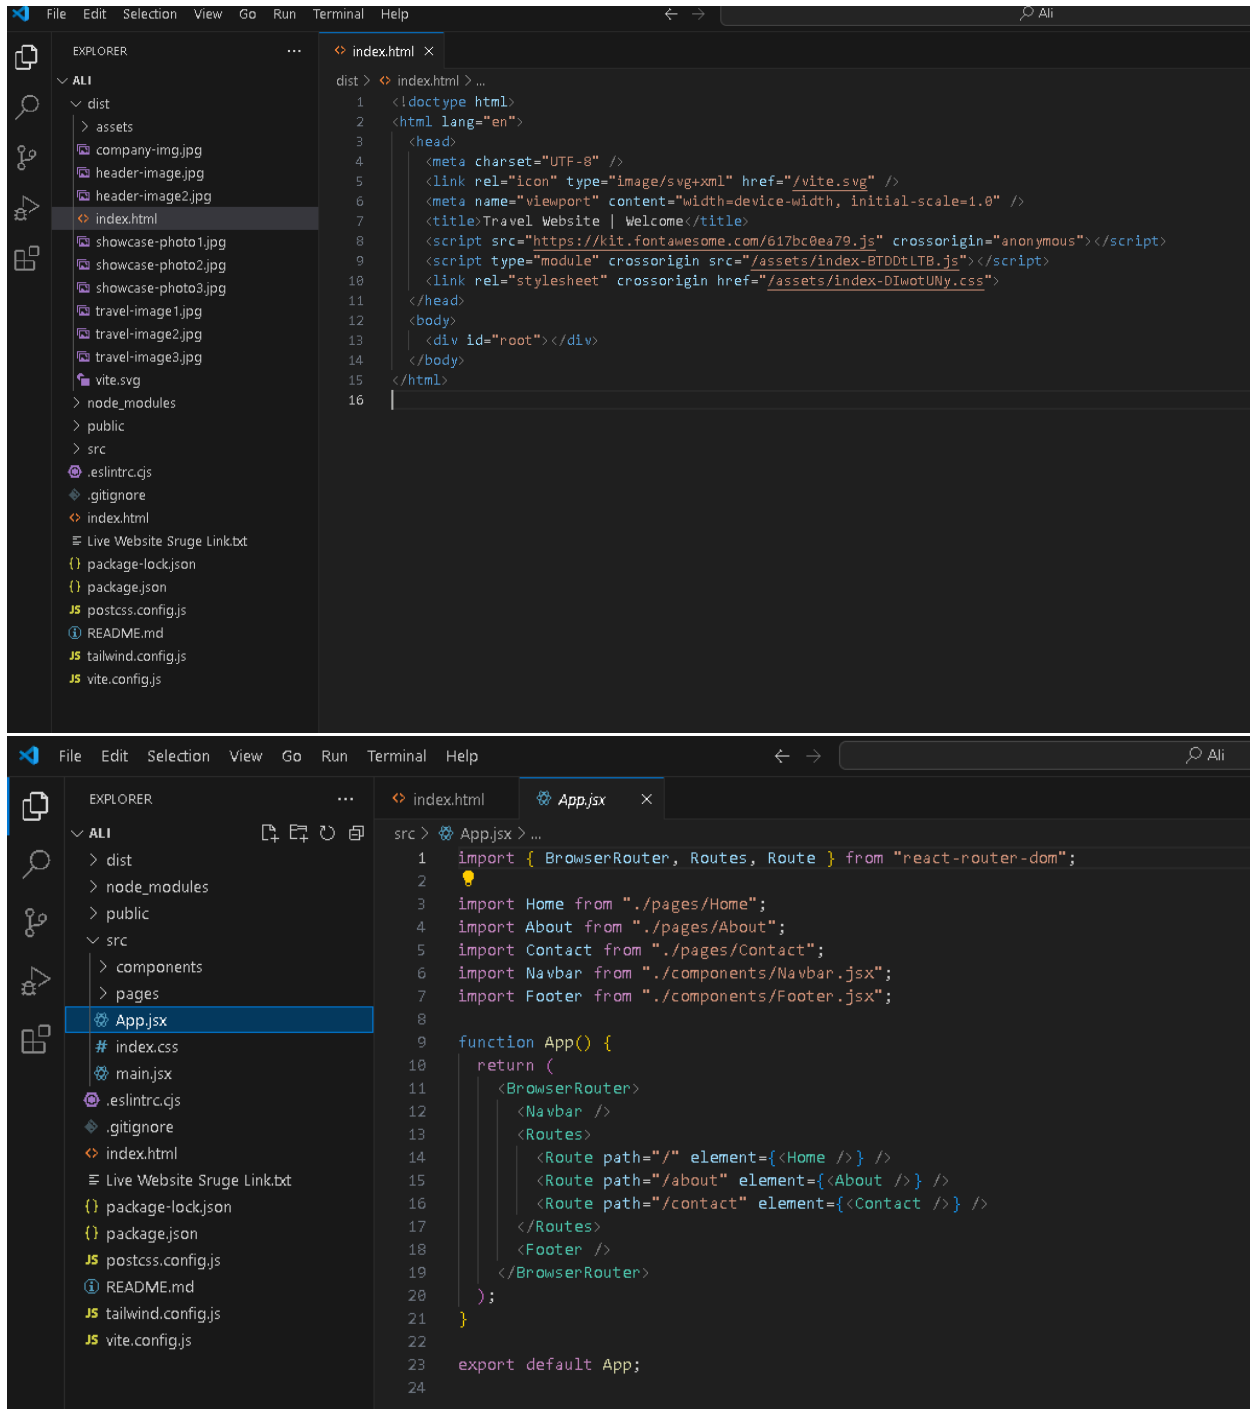 File Edit Selection View Go Run Terminal Help
Ali
EXPLORER
ALI
dist
assets
company-img.jpg
header-image.jpg
header-image2.jpg
index.html
showcase-photo1.jpg
showcase-photo2.jpg
showcase-photo3.jpg
travel-image1.jpg
travel-image2.jpg
travel-image3.jpg
vite.svg
node_modules
public
src
.eslintrc.cjs
.gitignore
index.html
Live Website Sruge Link.txt
package-lock.json
package.json
postcss.config.js
README.md
tailwind.config.js
vite.config.js
index.html
dist > index.html > ...
1 <!doctype html>
2 <html lang="en">
3 <head>
4 <meta charset="UTF-8" />
5 <link rel="icon" type="image/svg+xml" href="/vite.svg" />
6 <meta name="viewport" content="width=device-width, initial-scale=1.0" />
7 <title>Travel Website | Welcome</title>
8 <script src="https://kit.fontawesome.com/617bc0ea79.js" crossorigin="anonymous"></script>
9 <script type="module" crossorigin src="/assets/index-BTDDtLTB.js"></script>
10 <link rel="stylesheet" crossorigin href="/assets/index-DIwotUNy.css">
11 </head>
12 <body>
13 <div id="root"></div>
14 </body>
15 </html>
16
File Edit Selection View Go Run Terminal Help
Ali
EXPLORER
ALI
dist
node_modules
public
src
components
pages
App.jsx
index.css
main.jsx
.eslintrc.cjs
.gitignore
index.html
Live Website Sruge Link.txt
package-lock.json
package.json
postcss.config.js
README.md
tailwind.config.js
vite.config.js
index.html App.jsx
src > App.jsx > ...
1 import { BrowserRouter, Routes, Route } from "react-router-dom";
2
3 import Home from "./pages/Home";
4 import About from "./pages/About";
5 import Contact from "./pages/Contact";
6 import Navbar from "./components/Navbar.jsx";
7 import Footer from "./components/Footer.jsx";
8
9 function App() {
10 return (
11 <BrowserRouter>
12 <Navbar />
13 <Routes>
14 <Route path="/" element={<Home />} />
15 <Route path="/about" element={<About />} />
16 <Route path="/contact" element={<Contact />} />
17 </Routes>
18 <Footer />
19 </BrowserRouter>
20 );
21 }
22
23 export default App;
24